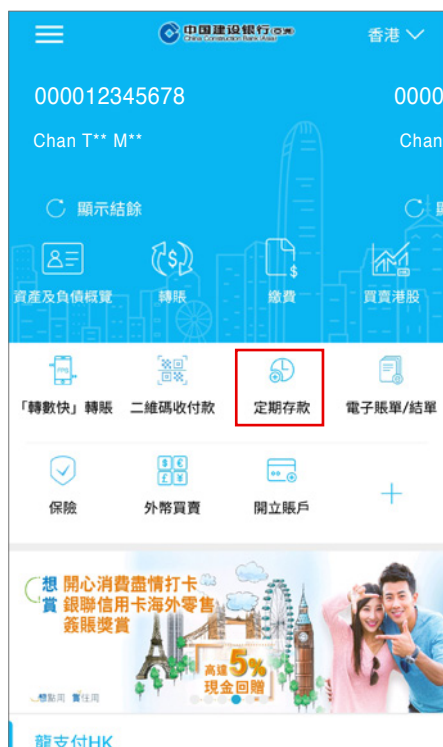 中国建设银行(亚洲)
China Construction Bank (Asia)
香港
000012345678
0000
Chan T** M**
Chan
顯示結餘
資產及負債概覽
轉賬
繳費
買賣港股
「轉數快」轉賬
二維碼收付款
定期存款
電子賬單/結單
FPS
保險
外幣買賣
開立賬戶
想賞
開心消費盡情打卡
銀聯信用卡海外零售
簽賬獎賞
高達5%
現金回贈
龍支付HK